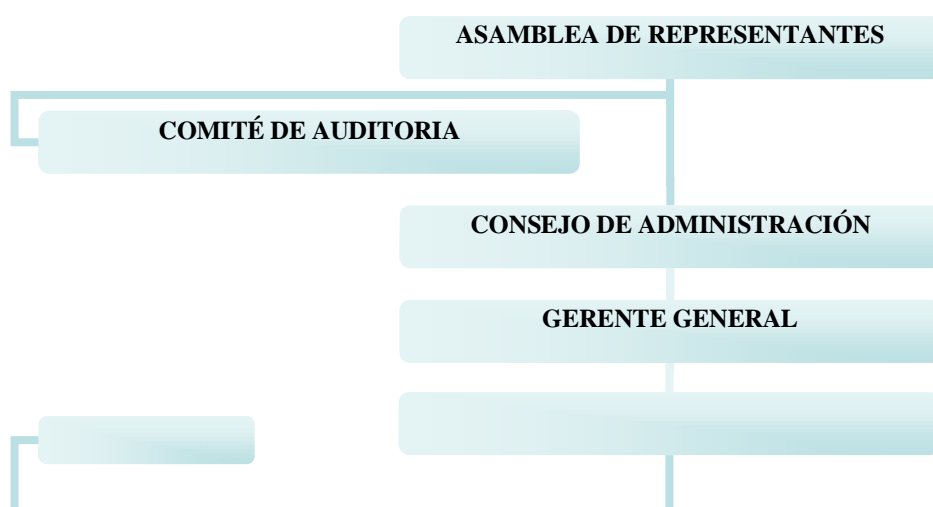 ASAMBLEA DE REPRESENTANTES
COMITÉ DE AUDITORIA
CONSEJO DE ADMINISTRACIÓN
GERENTE GENERAL